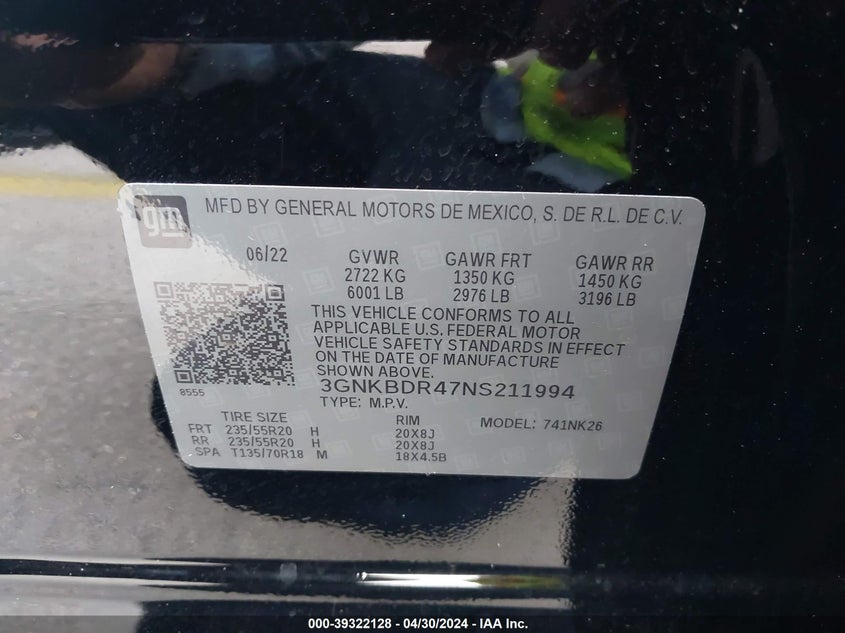 gm MFD BY GENERAL MOTORS DE MEXICO, S. DE R.L. DE C.V.
06/22 GVWR GAWR FRT GAWR RR
2722 KG 1350 KG 1450 KG
6001 LB 2976 LB 3196 LB
THIS VEHICLE CONFORMS TO ALL
APPLICABLE U.S. FEDERAL MOTOR
VEHICLE SAFETY STANDARDS IN EFFECT
ON THE DATE OF MANUFACTURE
SHOWN ABOVE.
8555
3GNKBDR47NS211994
TYPE: M.P.V.
TIRE SIZE RIM MODEL: 741NK26
FRT 235/55R20 H 20X8J
RR 235/55R20 H 20X8J
SPA T135/70R18 M 18X4.5B
000-39322128 - 04/30/2024 - IAA Inc.